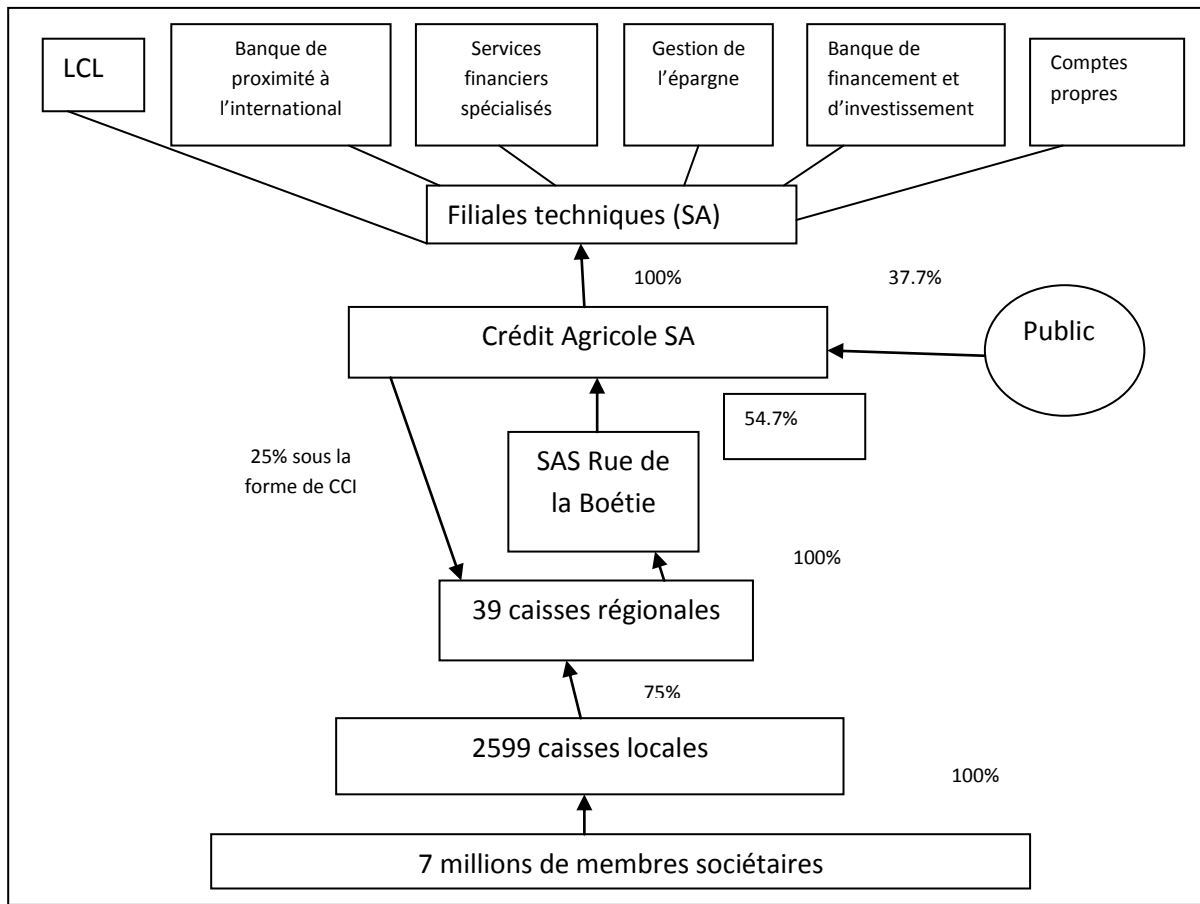 LCL
Banque de
proximité à
l'international
Services
financiers
spécialisés
Gestion de
l'épargne
Banque de
financement et
d'investissement
Comptes
propres
Filiales techniques (SA)
100%
37.7%
Crédit Agricole SA
Public
54.7%
25% sous la
forme de CCI
SAS Rue de
la Boétie
100%
39 caisses régionales
75%
2599 caisses locales
100%
7 millions de membres sociétaires